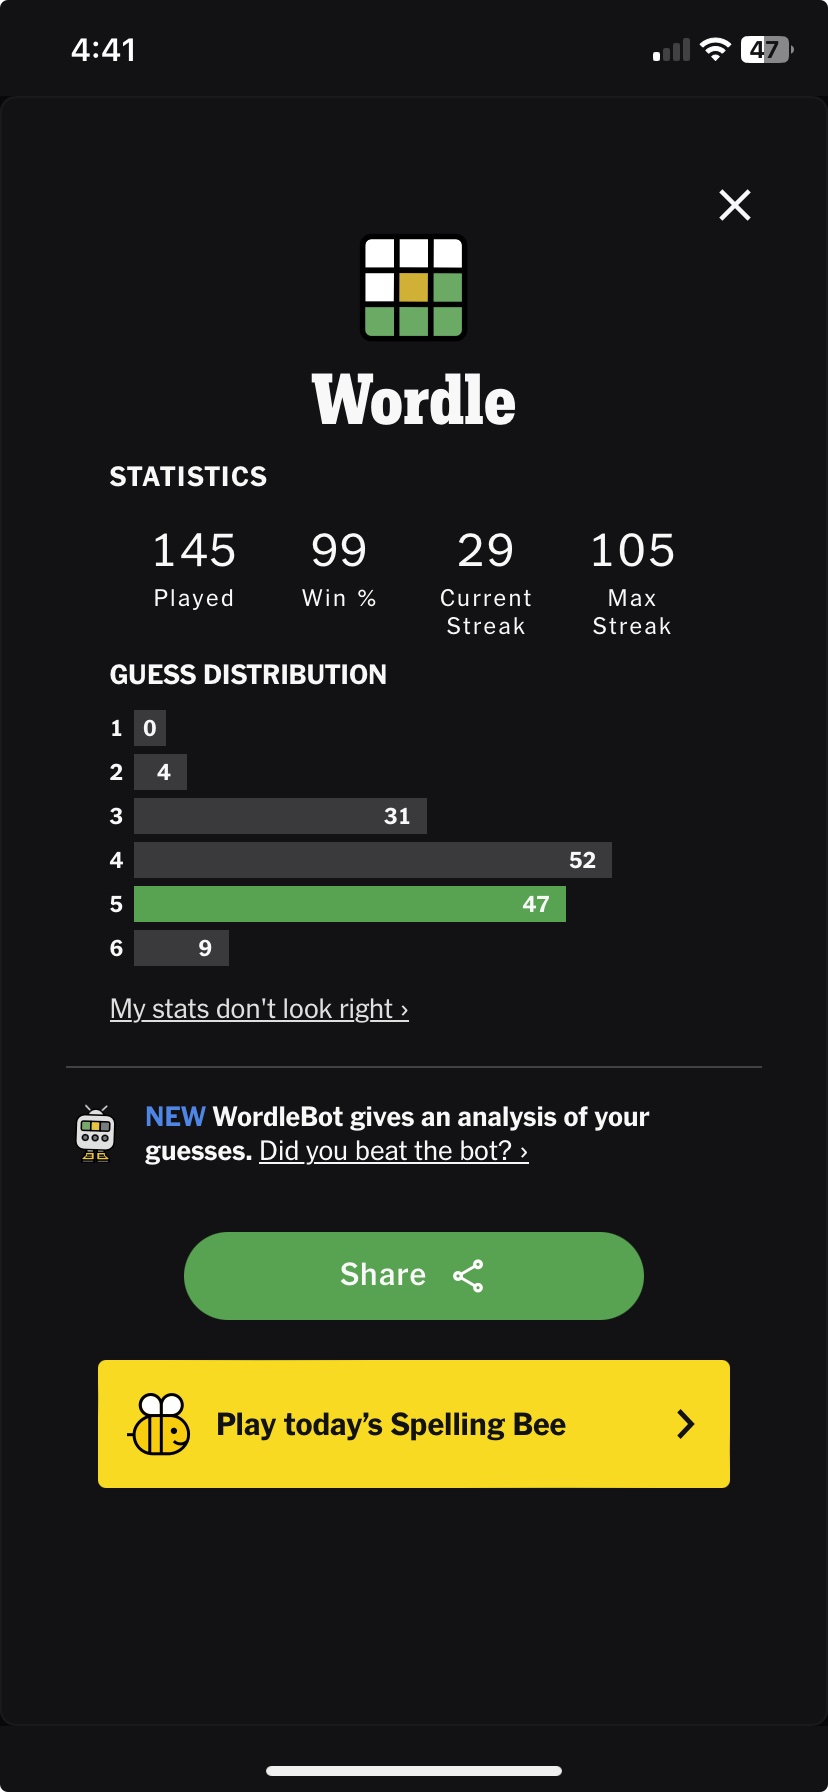 4:41
47
Wordle
STATISTICS
145 99 29 105
Played Win % Current Max
Streak Streak
GUESS DISTRIBUTION
1 0
2 4
3 31
4 52
5 47
6 9
My stats don't look right ›
NEW WordleBot gives an analysis of your
guesses. Did you beat the bot? ›
Share
Play today’s Spelling Bee